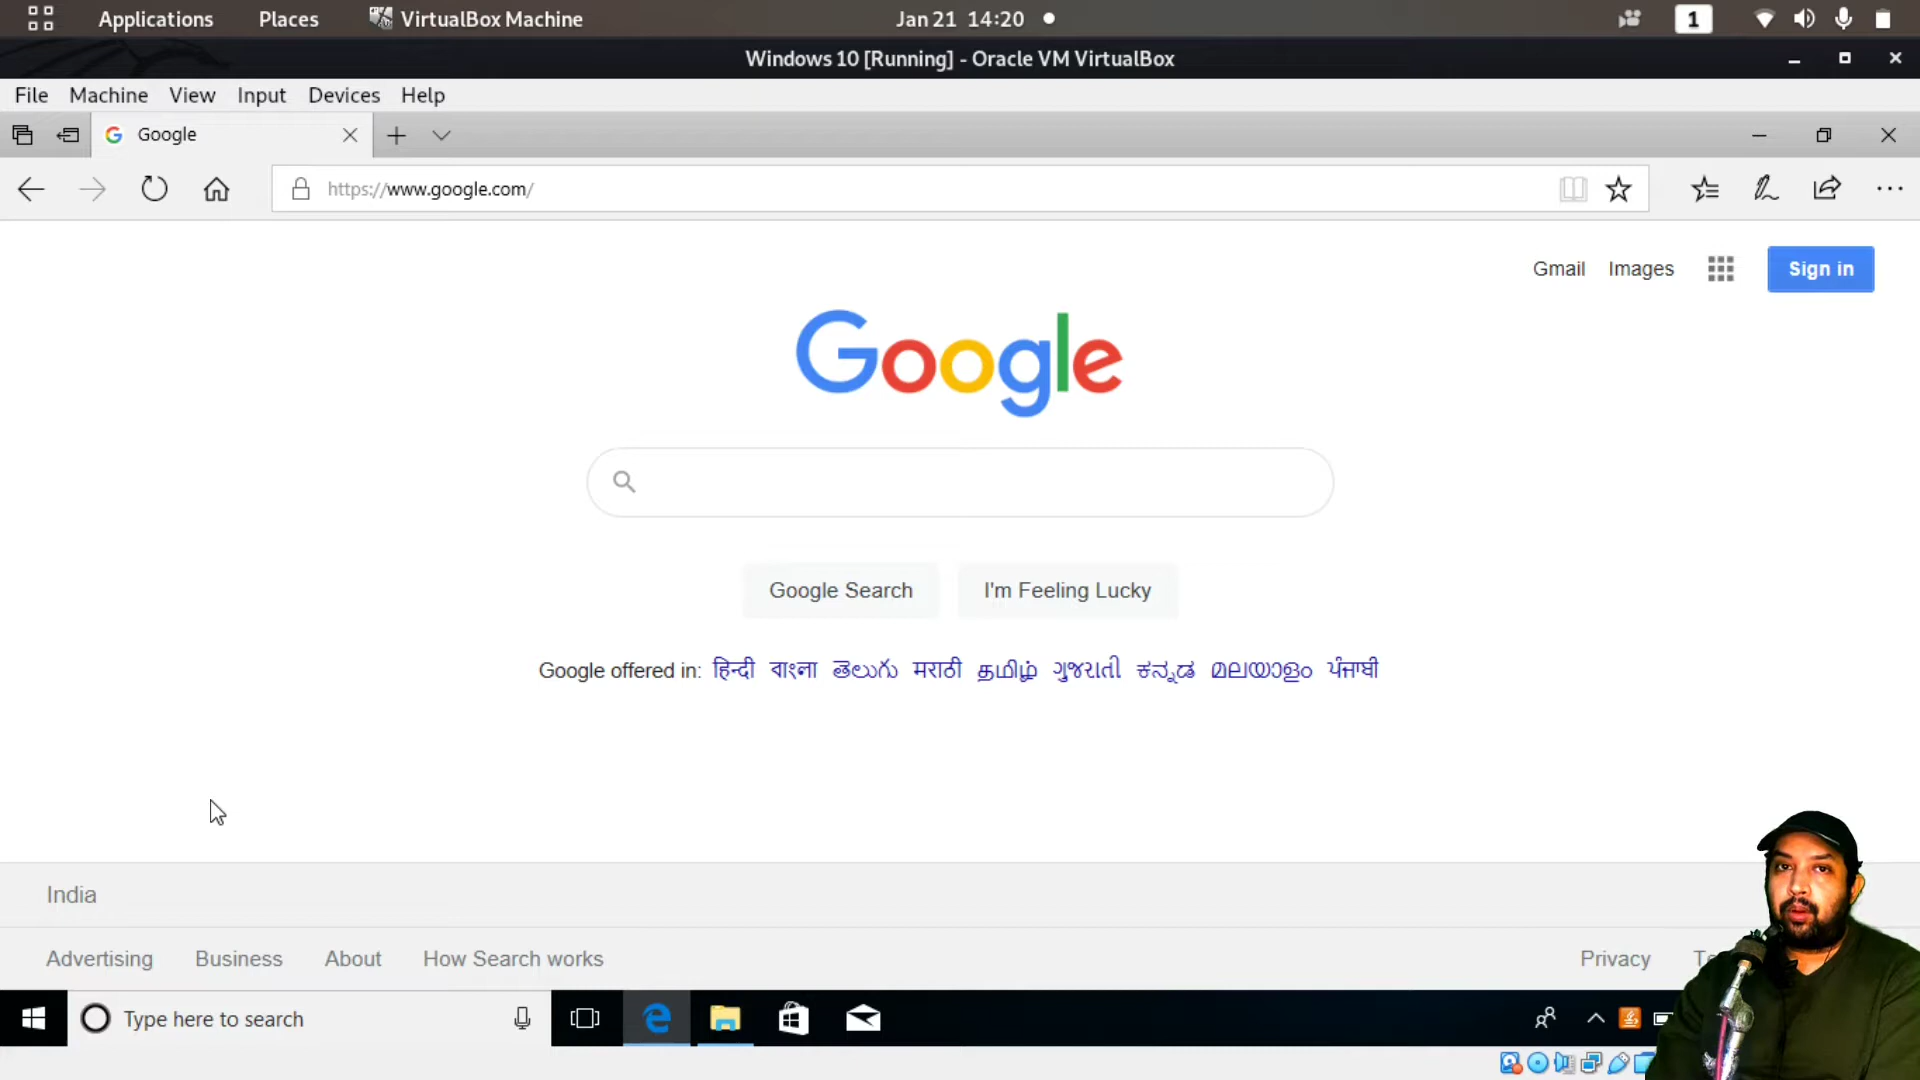 Applications Places VirtualBox Machine Jan 21 14:20 1
Windows 10 [Running] - Oracle VM VirtualBox
File Machine View Input Devices Help
Google
https://www.google.com/
Gmail Images Sign in
Google
Google Search I'm Feeling Lucky
Google offered in: हिन्दी বাংলা తెలుగు मराठी தமிழ் ગુજરાતી ಕನ್ನಡ മലയാളം ਪੰਜਾਬੀ
India
Advertising Business About How Search works Privacy
Type here to search